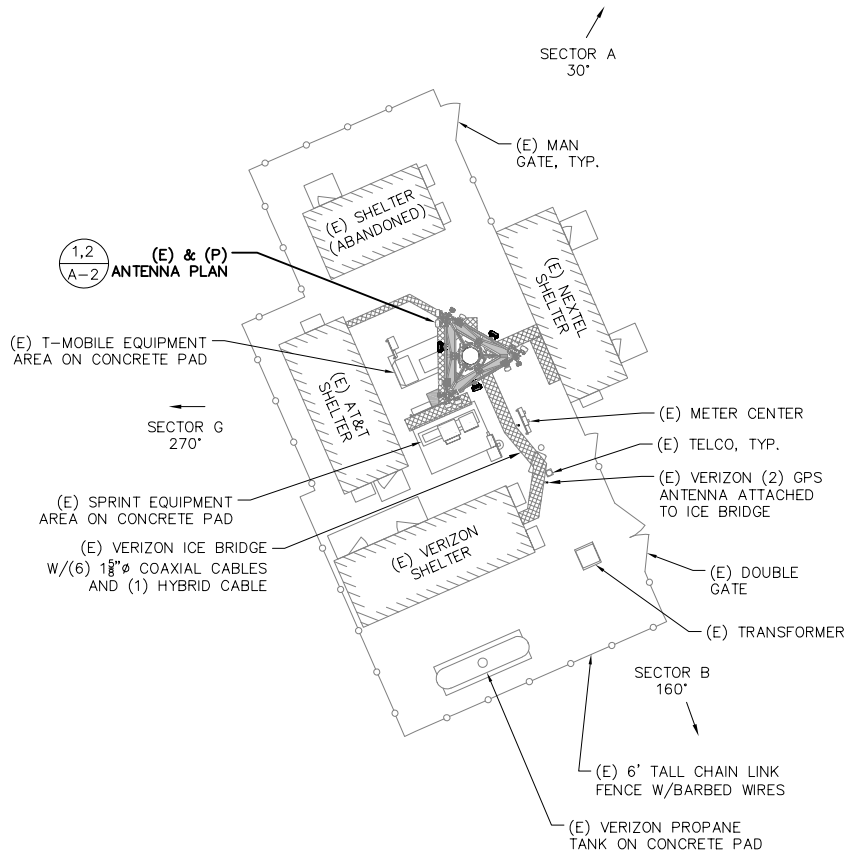 SECTOR A
30°
(E) MAN
GATE, TYP.
(E) SHELTER
(ABANDONED)
1,2
A-2
(E) & (P)
ANTENNA PLAN
(E) NEXTEL
SHELTER
(E) T-MOBILE EQUIPMENT
AREA ON CONCRETE PAD
(E) AT&T
SHELTER
SECTOR G
270°
(E) METER CENTER
(E) TELCO, TYP.
(E) VERIZON (2) GPS
ANTENNA ATTACHED
TO ICE BRIDGE
(E) SPRINT EQUIPMENT
AREA ON CONCRETE PAD
(E) VERIZON ICE BRIDGE
W/(6) 1⅝"ø COAXIAL CABLES
AND (1) HYBRID CABLE
(E) VERIZON
SHELTER
(E) DOUBLE
GATE
(E) TRANSFORMER
SECTOR B
160°
(E) 6' TALL CHAIN LINK
FENCE W/BARBED WIRES
(E) VERIZON PROPANE
TANK ON CONCRETE PAD